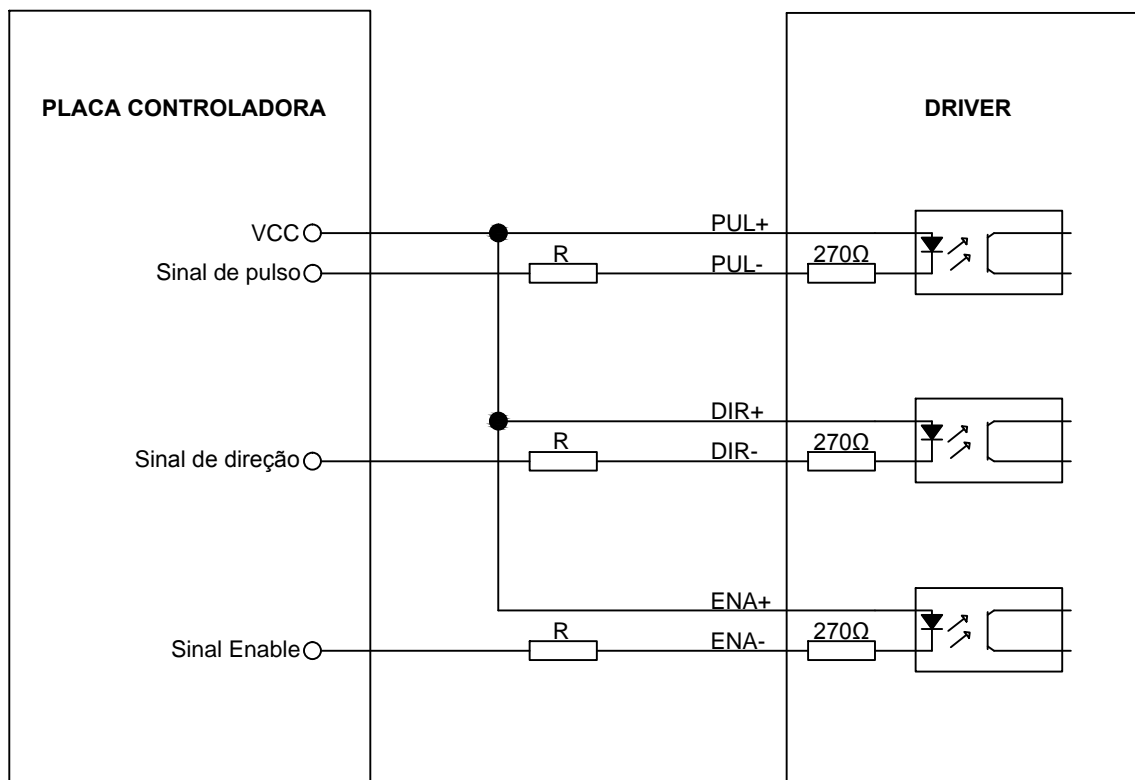 PLACA CONTROLADORA
DRIVER
VCC
PUL+
Sinal de pulso
R
PUL-
270Ω
DIR+
Sinal de direção
R
DIR-
270Ω
ENA+
Sinal Enable
R
ENA-
270Ω